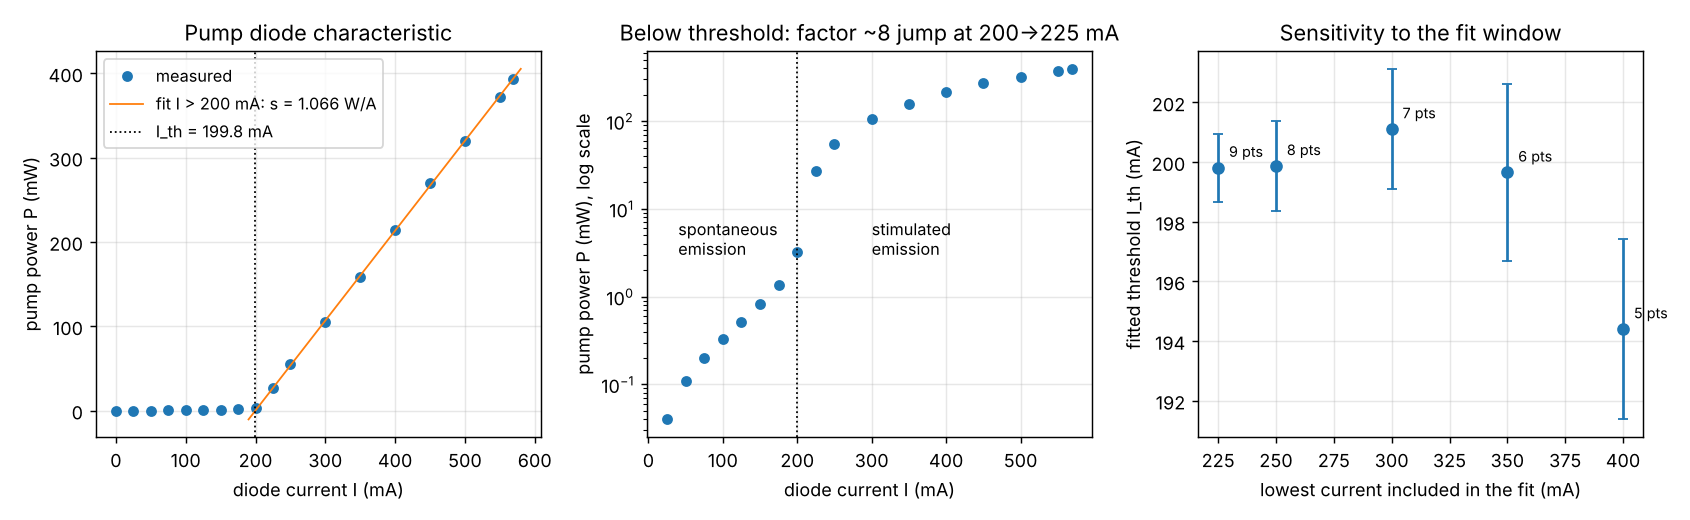 Pump diode characteristic
measured
fit I > 200 mA: s = 1.066 W/A
I_th = 199.8 mA
pump power P (mW)
400
300
200
100
0
0 100 200 300 400 500 600
diode current I (mA)
Below threshold: factor ~8 jump at 200→225 mA
pump power P (mW), log scale
10²
10¹
10⁰
10⁻¹
spontaneous
emission
stimulated
emission
0 100 200 300 400 500
diode current I (mA)
Sensitivity to the fit window
fitted threshold I_th (mA)
202
200
198
196
194
192
9 pts
8 pts
7 pts
6 pts
5 pts
225 250 275 300 325 350 375 400
lowest current included in the fit (mA)